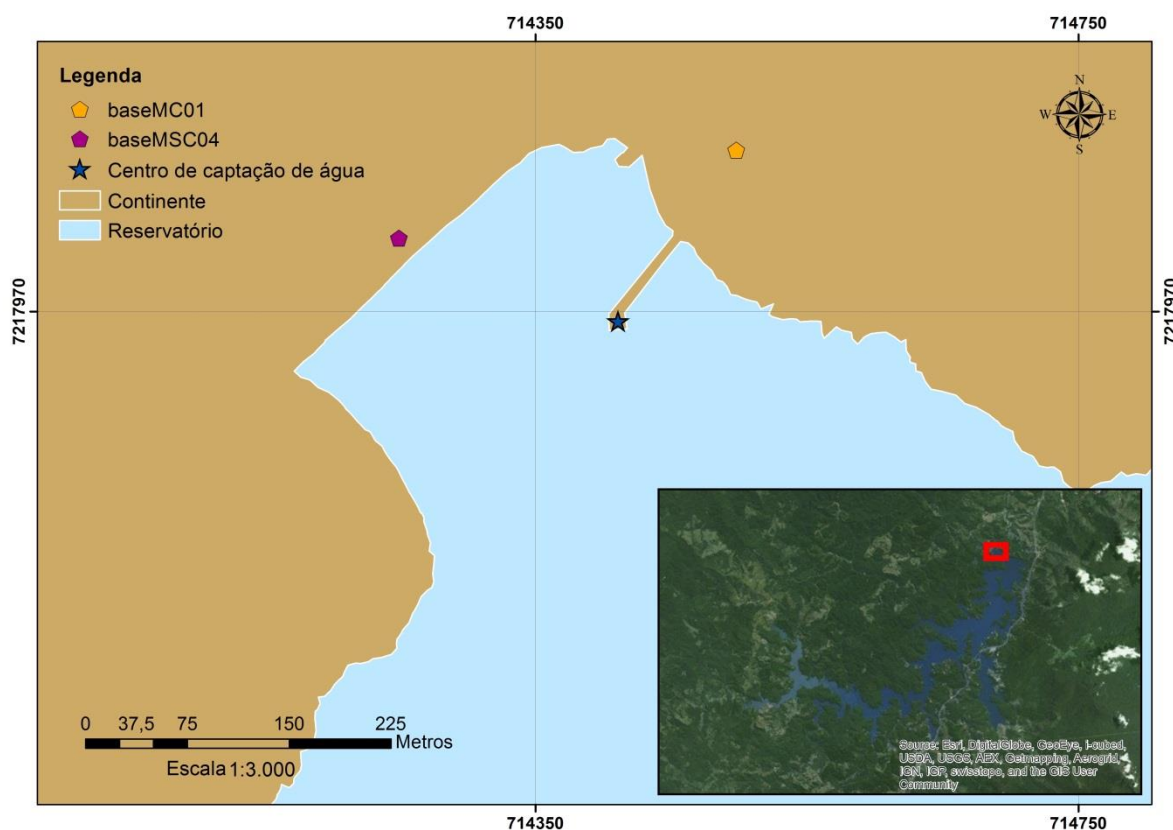 714350
714750
Legenda
baseMC01
baseMSC04
Centro de captação de água
Continente
Reservatório
N
W
E
S
7217970
7217970
0 37,5 75 150 225
Metros
Escala 1:3.000
Source: Esri, DigitalGlobe, GeoEye, i-cubed,
USDA, USGS, AEX, Getmapping, Aerogrid,
IGN, IGP, swisstopo, and the GIS User
Community
714350
714750